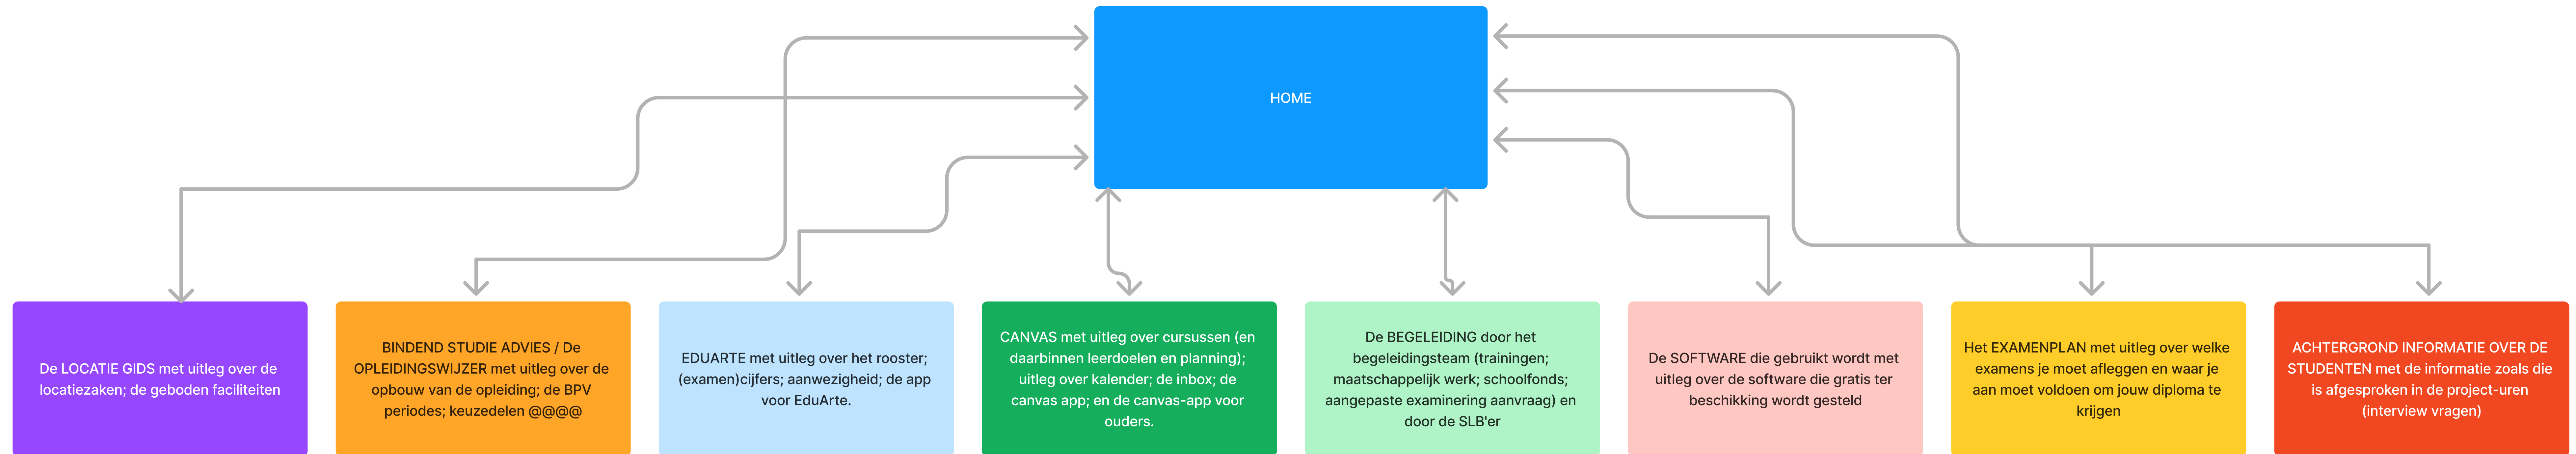 HOME
De LOCATIE GIDS met uitleg over de
locatiezaken; de geboden faciliteiten
BINDEND STUDIE ADVIES / De
OPLEIDINGSWIJZER met uitleg over de
opbouw van de opleiding; de BPV
periodes; keuzedelen @@@@
EDUARTE met uitleg over het rooster;
(examen)cijfers; aanwezigheid; de app
voor EduArte.
CANVAS met uitleg over cursussen (en
daarbinnen leerdoelen en planning);
uitleg over kalender; de inbox; de
canvas app; en de canvas-app voor
ouders.
De BEGELEIDING door het
begeleidingsteam (trainingen;
maatschappelijk werk; schoolfonds;
aangepaste examinering aanvraag) en
door de SLB'er
De SOFTWARE die gebruikt wordt met
uitleg over de software die gratis ter
beschikking wordt gesteld
Het EXAMENPLAN met uitleg over welke
examens je moet afleggen en waar je
aan moet voldoen om jouw diploma te
krijgen
ACHTERGROND INFORMATIE OVER DE
STUDENTEN met de informatie zoals die
is afgesproken in de project-uren
(interview vragen)